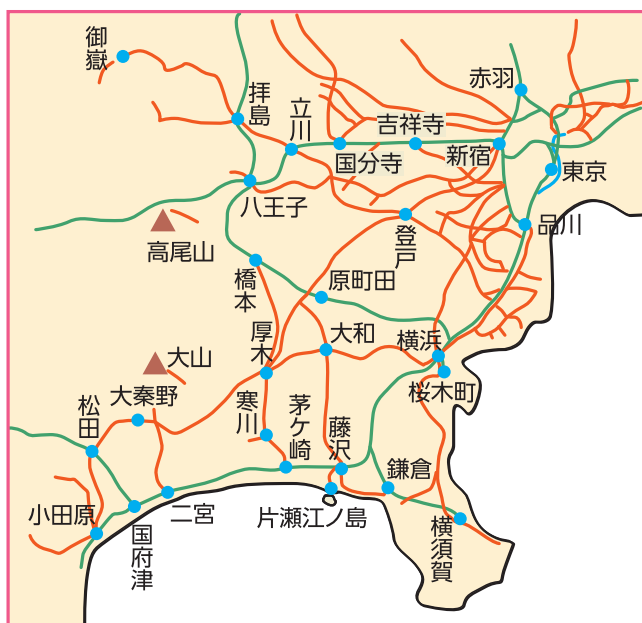 御嶽
赤羽
拝島
立川
吉祥寺
国分寺
新宿
東京
八王子
高尾山
登戸
品川
橋本
原町田
厚木
大和
横浜
大山
桜木町
大秦野
松田
寒川
茅ケ崎
藤沢
鎌倉
小田原
国府津
二宮
片瀬江ノ島
横須賀